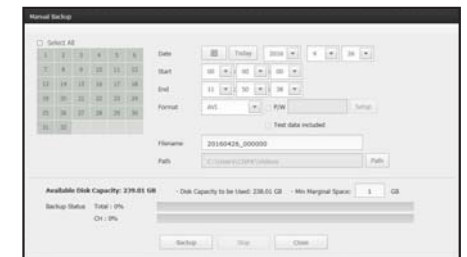 Manual Backup
Select All
1 2 3 4 5 6
7 8 9 10 11 12
13 14 15 16 17 18
19 20 21 22 23 24
25 26 27 28 29 30
31 32
Date Today 2016 4 26
Start 00 : 00 : 00
End 11 : 50 : 38
Format AVI P/W Setup
Text data included
Filename 20160426_000000
Path Path
Available Disk Capacity: 239.01 GB - Disk Capacity to be Used: 238.01 GB - Min Marginal Space: 1 GB
Backup Status Total : 0%
CH : 0%
Backup Stop Close